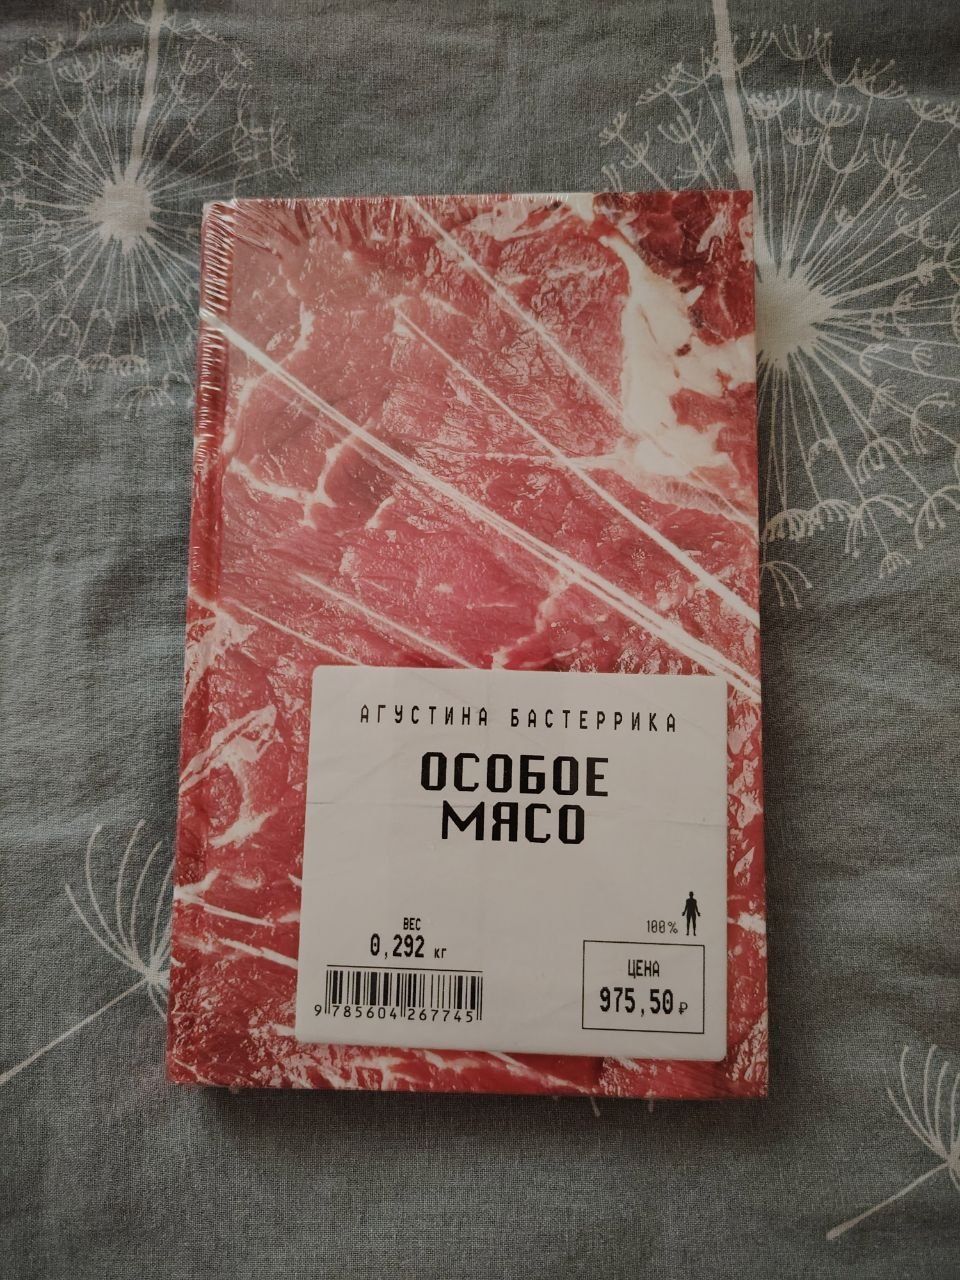 АГУСТИНА БАСТЕРРИКА
ОСОБОЕ
МЯСО
ВЕС
0,292 кг
9 785604 267745
100%
ЦЕНА
975,50 ₽